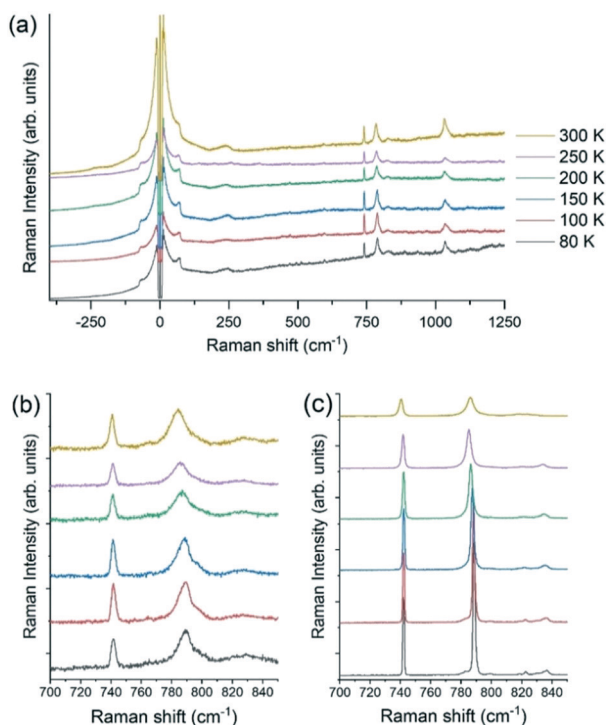 (a)
Raman Intensity (arb. units)
300 K
250 K
200 K
150 K
100 K
80 K
-250 0 250 500 750 1000 1250
Raman shift (cm-1)
(b)
Raman Intensity (arb. units)
700 720 740 760 780 800 820 840
Raman shift (cm-1)
(c)
Raman Intensity (arb. units)
700 720 740 760 780 800 820 840
Raman shift (cm-1)